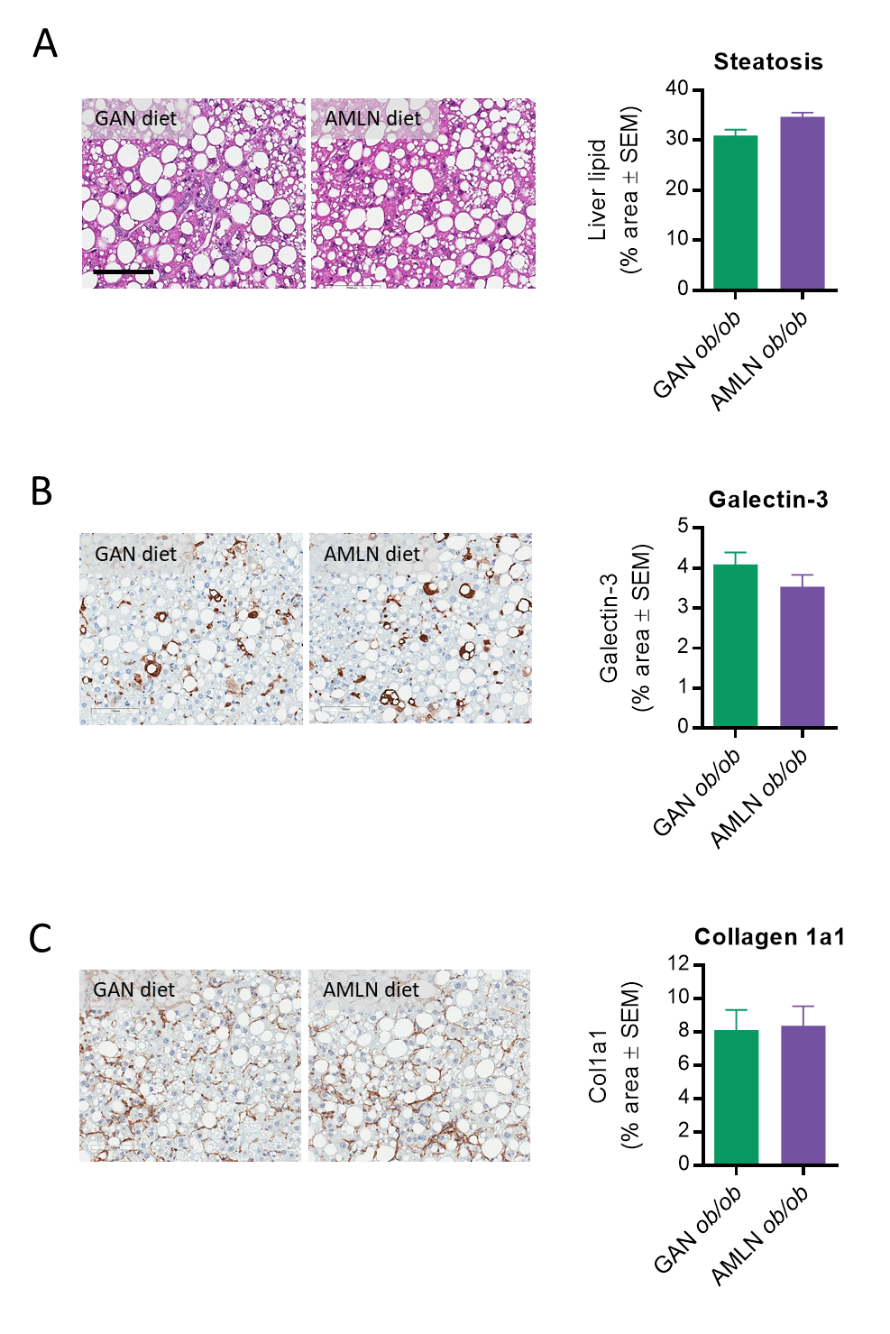 A
GAN diet
AMLN diet
Steatosis
Liver lipid
(% area ± SEM)
40
30
20
10
0
GAN ob/ob
AMLN ob/ob
B
GAN diet
AMLN diet
Galectin-3
Galectin-3
(% area ± SEM)
5
4
3
2
1
0
GAN ob/ob
AMLN ob/ob
C
GAN diet
AMLN diet
Collagen 1a1
Col1a1
(% area ± SEM)
12
10
8
6
4
2
0
GAN ob/ob
AMLN ob/ob